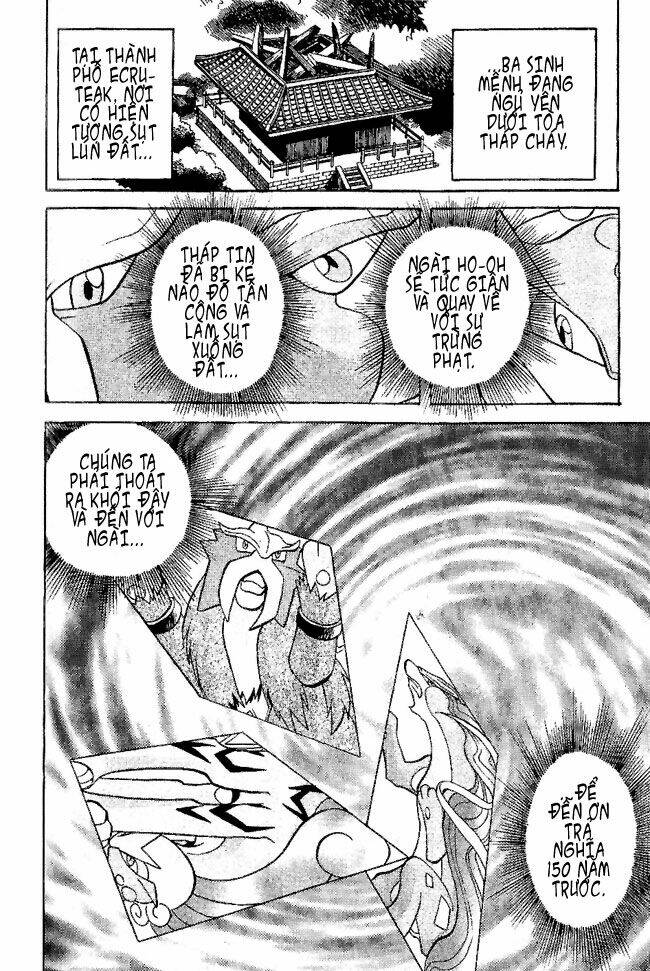 TẠI THÀNH
PHỐ ECRU-
TEAK, NƠI
CÓ HIỆN
TƯỢNG SỤT
LÚN ĐẤT...
...BA SINH
MỆNH ĐANG
NGỦ YÊN
DƯỚI TÒA
THÁP CHÁY.
THÁP TIN
ĐÃ BỊ KẺ
NÀO ĐÓ TẤN
CÔNG VÀ
LÀM SỤT
XUỐNG
ĐẤT...
NGÀI HO-OH
SẼ TỨC GIẬN
VÀ QUAY VỀ
VỚI SỰ
TRỪNG
PHẠT.
CHÚNG TA
PHẢI THOÁT
RA KHỎI ĐÂY
VÀ ĐẾN VỚI
NGÀI...
...ĐỂ
ĐỀN ƠN
TRẢ
NGHĨA
150 NĂM
TRƯỚC.